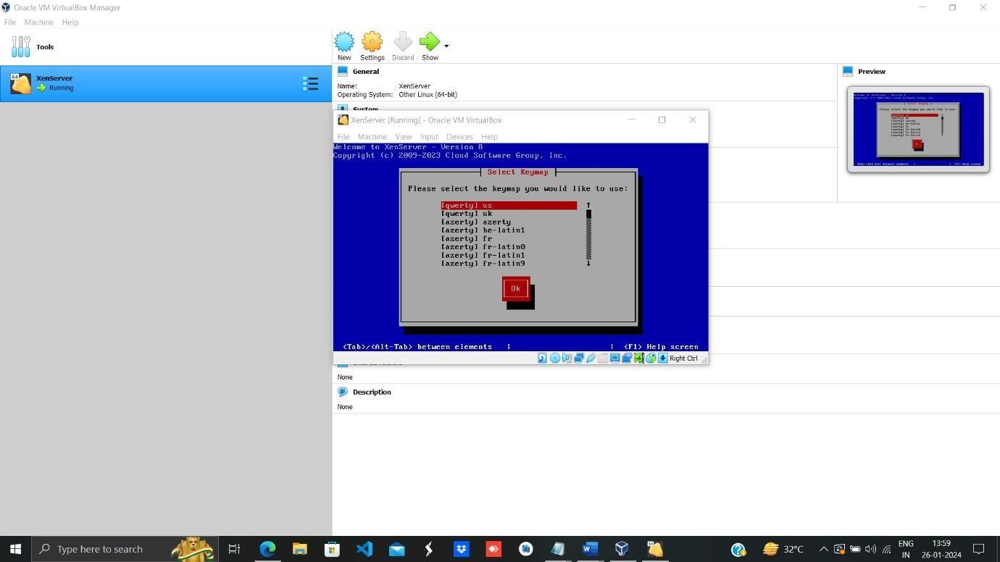 Oracle VM VirtualBox Manager
File Machine Help
Tools
New Settings Discard Show
64
XenServer
Running
General
Name: XenServer
Operating System: Other Linux (64-bit)
System
Preview
XenServer [Running] - Oracle VM VirtualBox
File Machine View Input Devices Help
Welcome to XenServer - Version 8
Copyright (c) 2009-2023 Cloud Software Group, Inc.
Select Keymap
Please select the keymap you would like to use:
[qwerty] us
[qwerty] uk
[azerty] azerty
[azerty] be-latin1
[azerty] fr
[azerty] fr-latin0
[azerty] fr-latin1
[azerty] fr-latin9
Ok
<Tab>/<Alt-Tab> between elements | | <F1> Help screen
Right Ctrl
None
Description
None
Type here to search
32°C
ENG
IN
13:59
26-01-2024